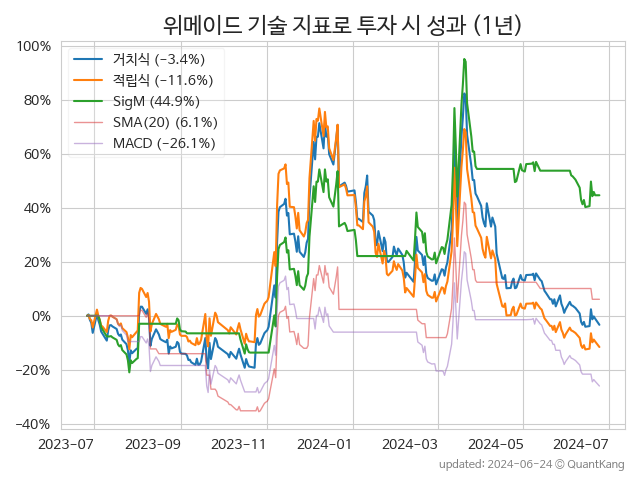 위메이드 기술 지표로 투자 시 성과 (1년)
거치식 (-3.4%)
적립식 (-11.6%)
SigM (44.9%)
SMA(20) (6.1%)
MACD (-26.1%)
100%
80%
60%
40%
20%
0%
-20%
-40%
2023-07 2023-09 2023-11 2024-01 2024-03 2024-05 2024-07
updated: 2024-06-24 © QuantKang